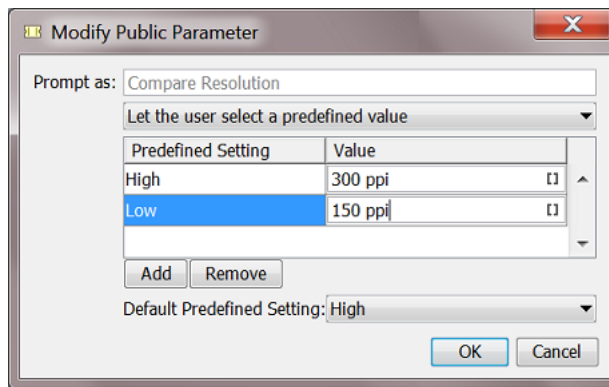 Modify Public Parameter
Prompt as: Compare Resolution
Let the user select a predefined value
Predefined Setting Value
High 300 ppi []
Low 150 ppi []
Add Remove
Default Predefined Setting: High
OK Cancel